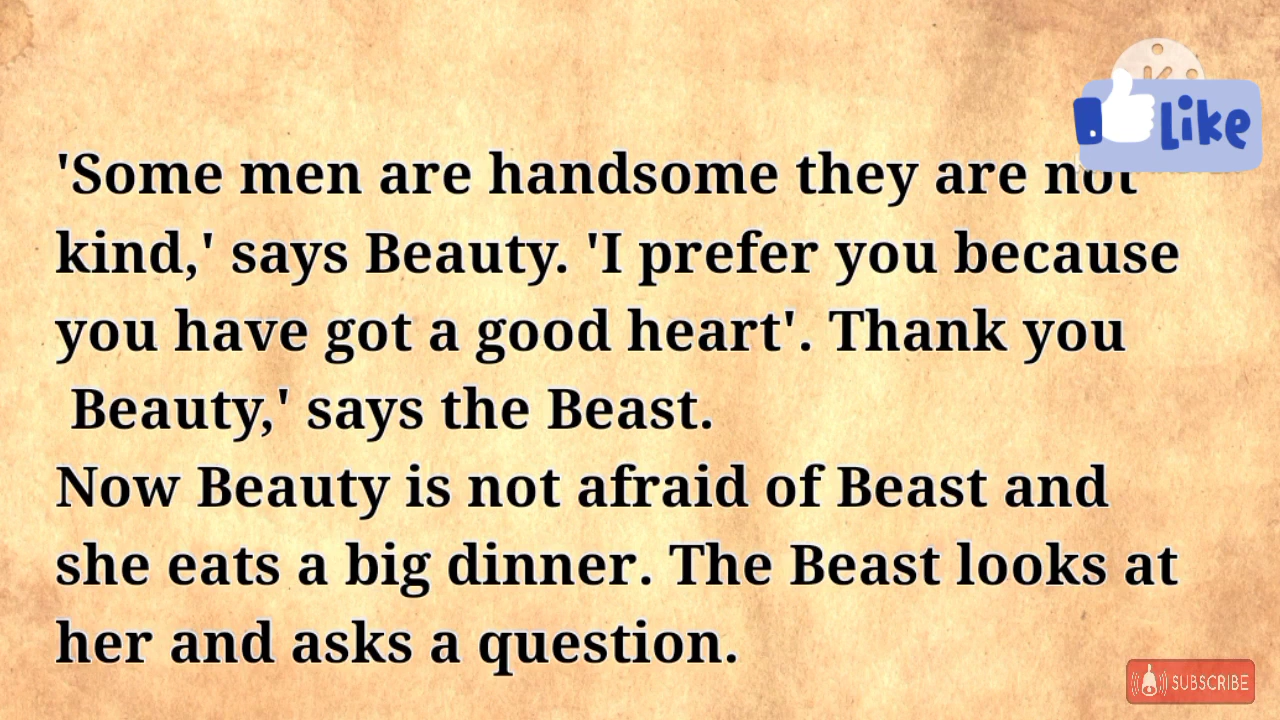 Like
'Some men are handsome they are not
kind,' says Beauty. 'I prefer you because
you have got a good heart'. Thank you
Beauty,' says the Beast.
Now Beauty is not afraid of Beast and
she eats a big dinner. The Beast looks at
her and asks a question.
SUBSCRIBE